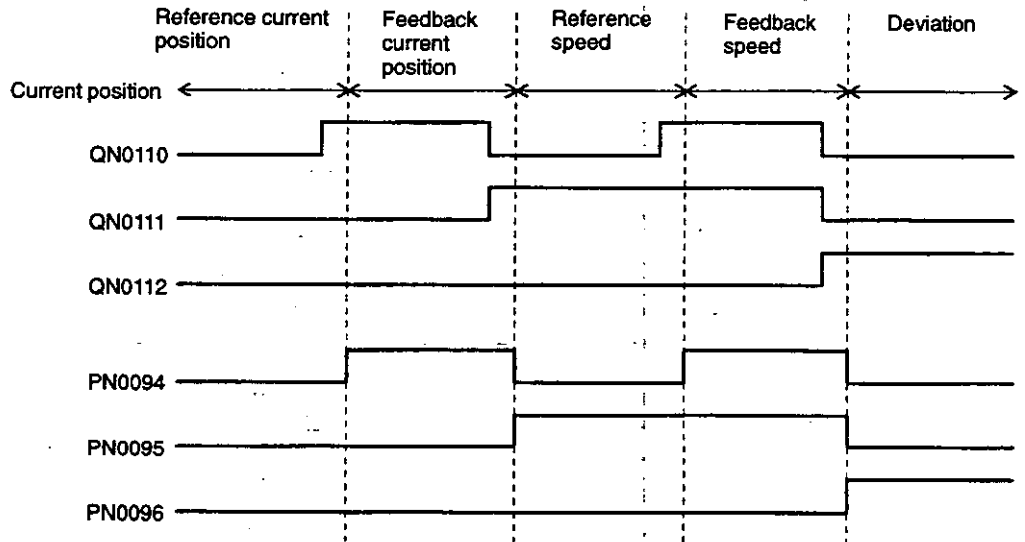 Reference current
position
Feedback
current
position
Reference
speed
Feedback
speed
Deviation
Current position
QN0110
QN0111
QN0112
PN0094
PN0095
PN0096